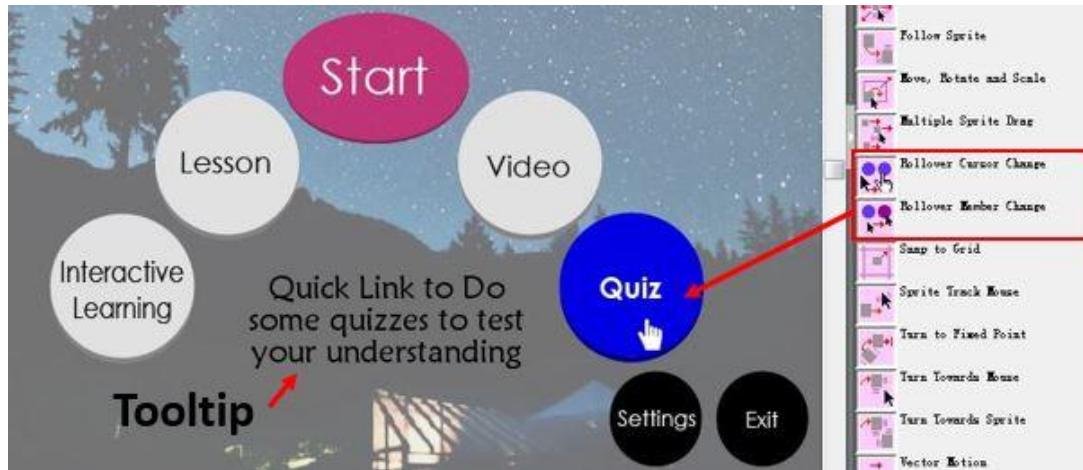 Start
Lesson
Video
Interactive
Learning
Quick Link to Do
some quizzes to test
your understanding
Quiz
Tooltip
Settings
Exit
Follow Sprite
Move, Rotate and Scale
Multiple Sprite Drag
Rollover Cursor Change
Rollover Member Change
Snap to Grid
Sprite Track Mouse
Turn to Fixed Point
Turn Towards Mouse
Turn Towards Sprite
Vector Motion